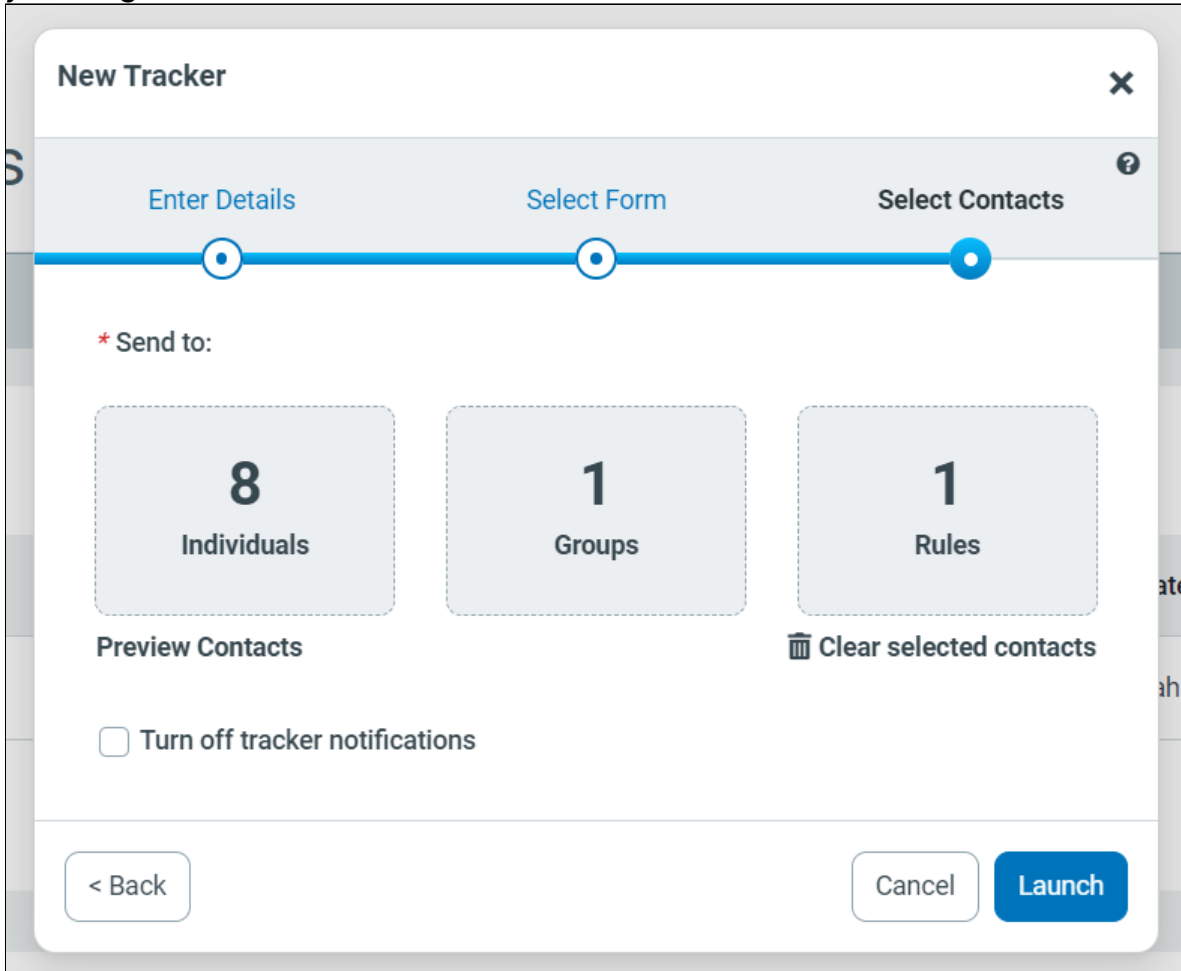 New Tracker
S
Enter Details
Select Form
Select Contacts
* Send to:
8
Individuals
1
Groups
1
Rules
Preview Contacts
Clear selected contacts
Turn off tracker notifications
< Back
Cancel
Launch